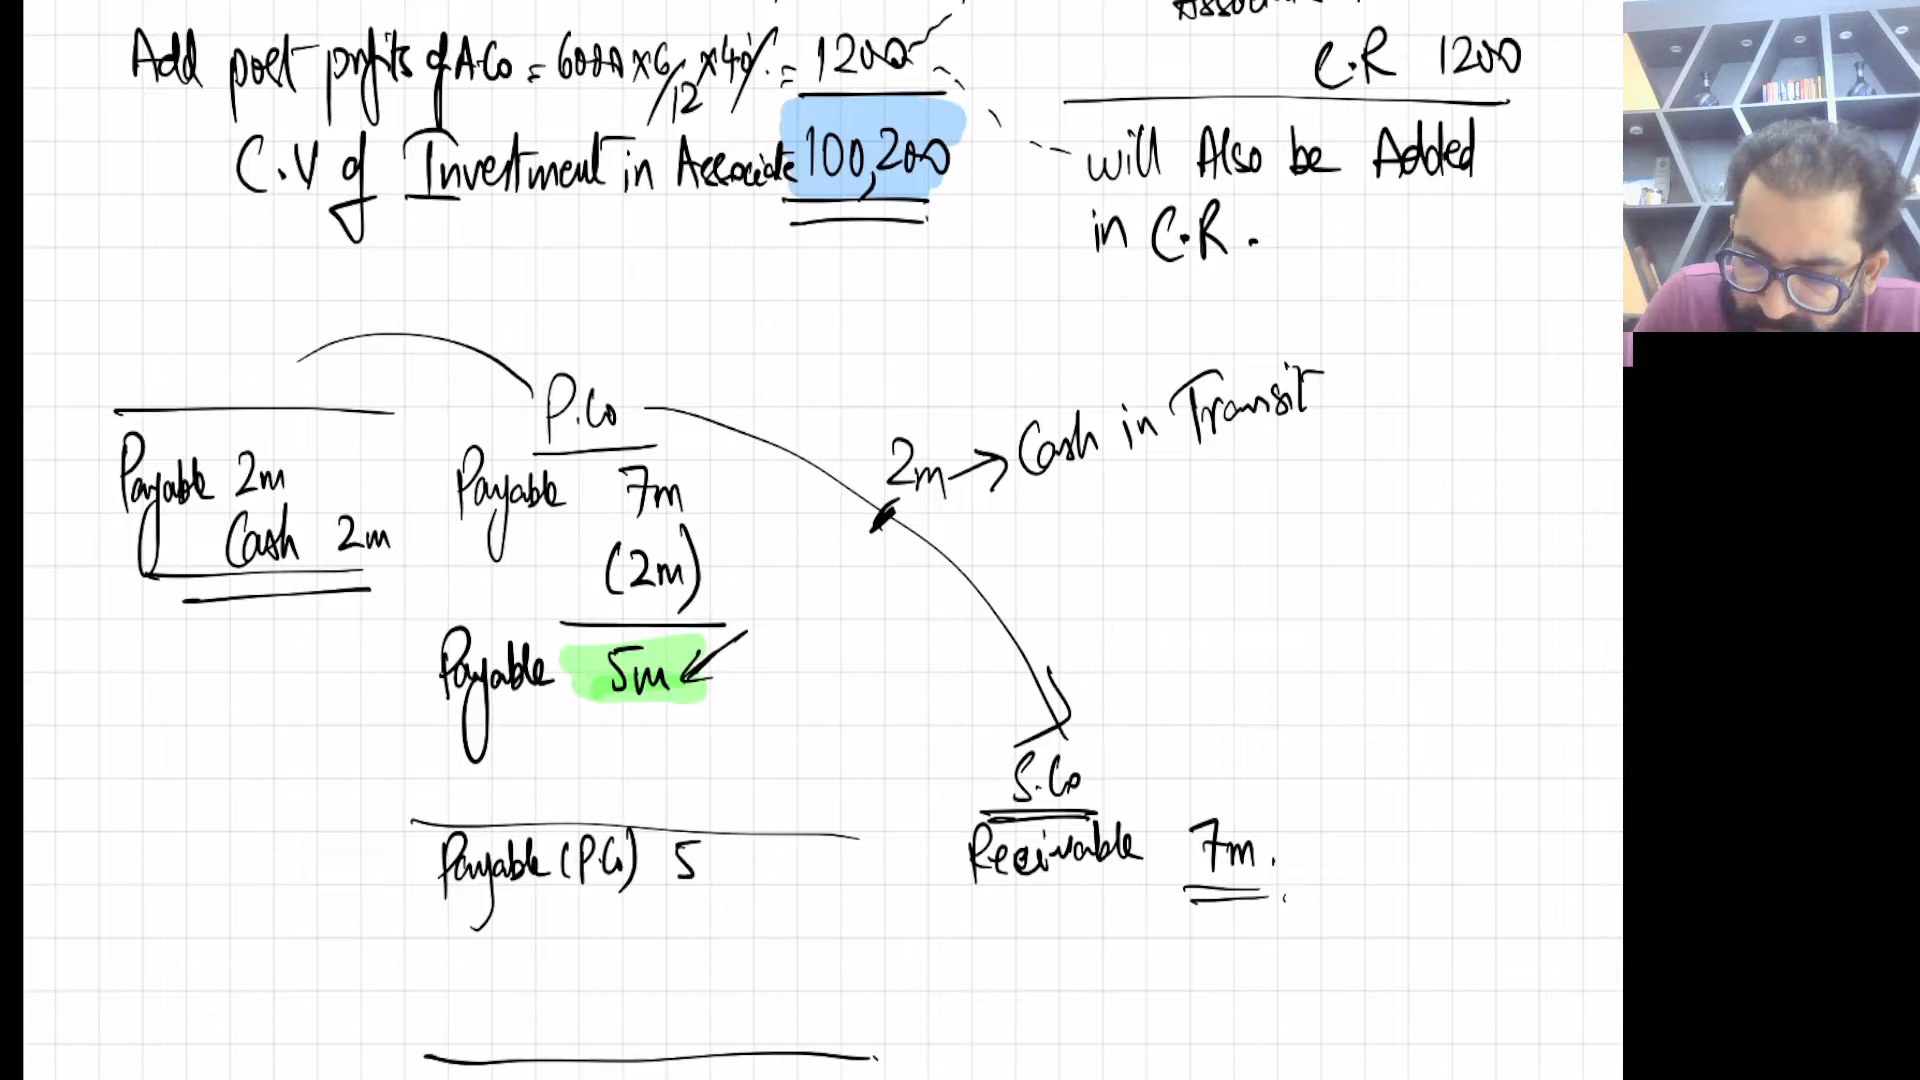 Add post profits of A.Co = 6000 x 6/12 x 40% = 1200
C.V of Investment in Associate 100,200
C.R 1200
will Also be Added
in C.R.
P.Co
2m → Cash in Transit
Payable 2m
Cash 2m
Payable 7m
(2m)
Payable 5m
S.Co
Receivable 7m.
Payable (P.Co) 5